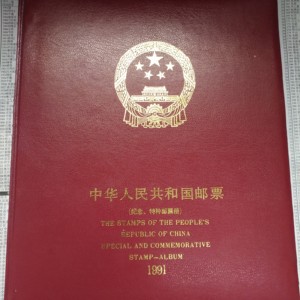 中华人民共和国邮票
(纪念、特种邮票册)
THE STAMPS OF THE PEOPLE'S
REPUBLIC OF CHINA
SPECIAL AND COMMEMORATIVE
STAMP-ALBUM
1991